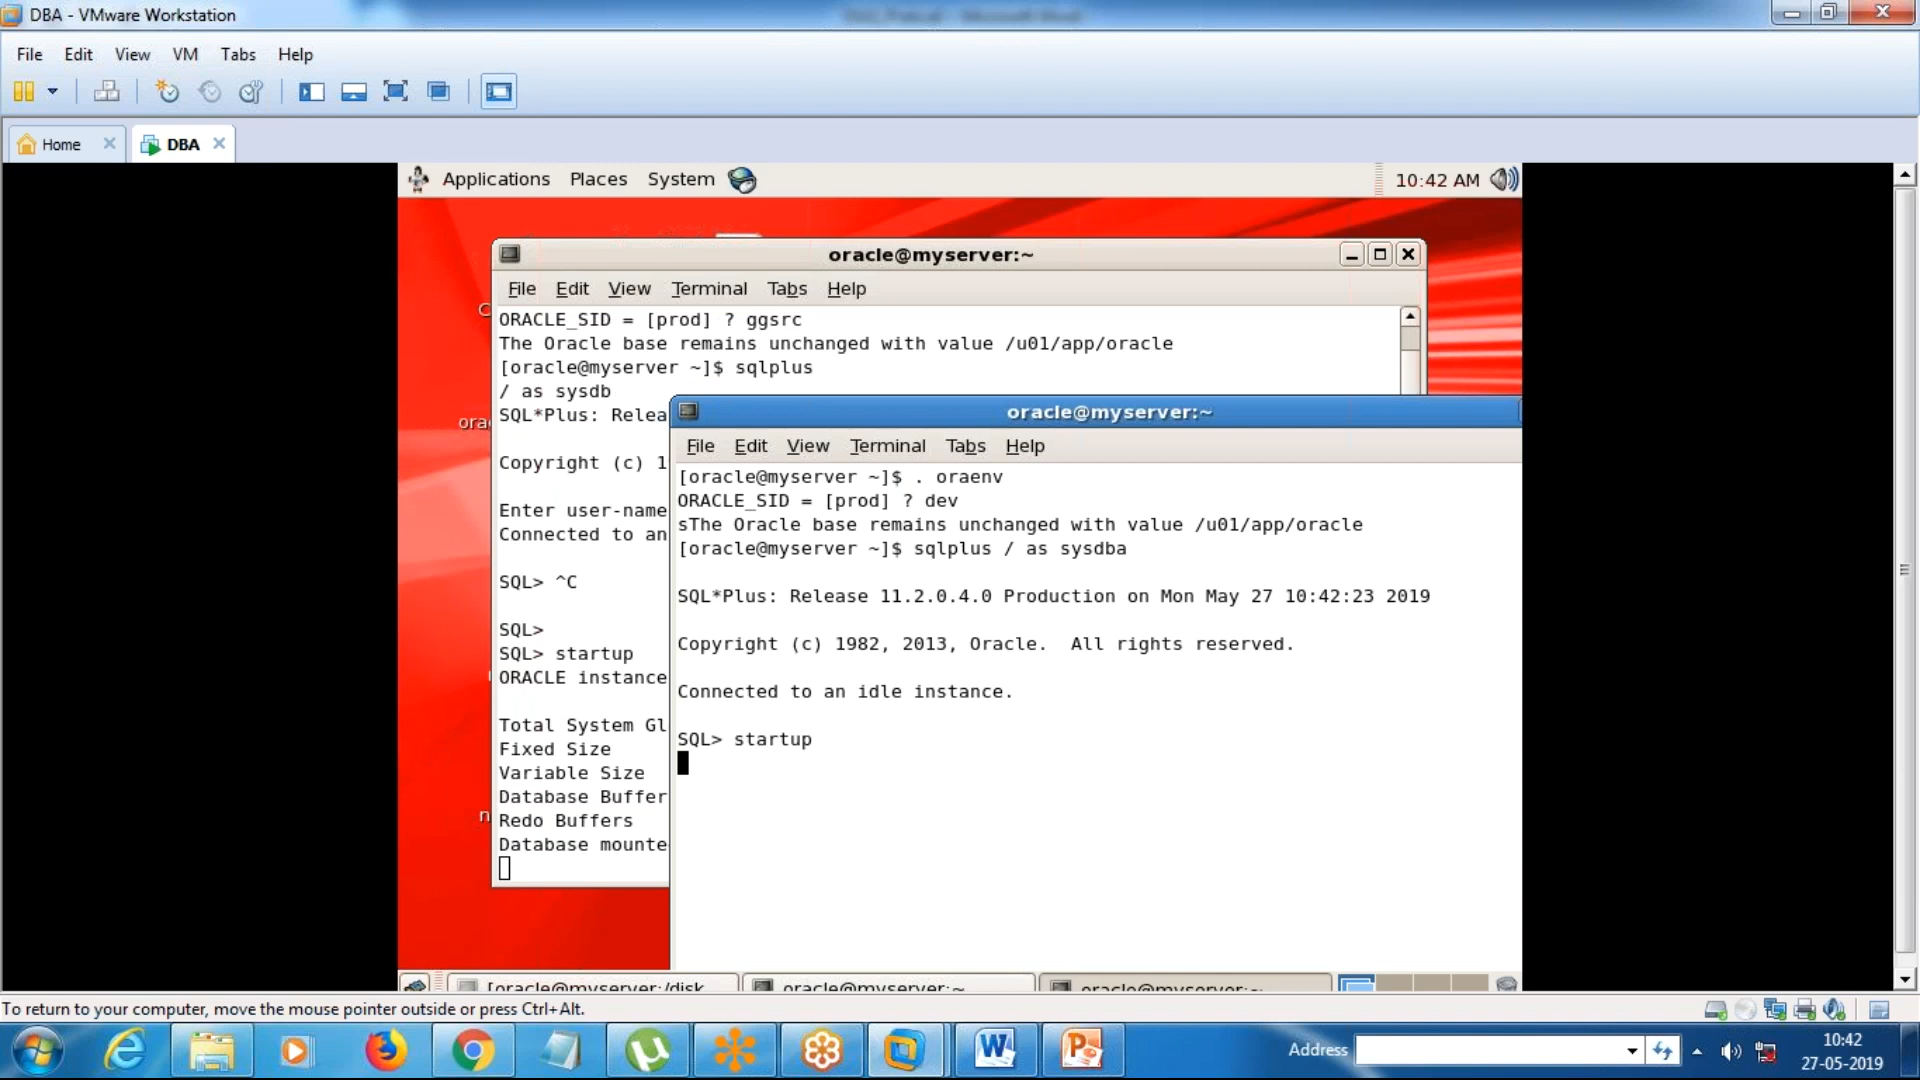 DBA - VMware Workstation
File Edit View VM Tabs Help
Home DBA
Applications Places System 10:42 AM
oracle@myserver:~
File Edit View Terminal Tabs Help
ORACLE_SID = [prod] ? ggsrc
The Oracle base remains unchanged with value /u01/app/oracle
[oracle@myserver ~]$ sqlplus
/ as sysdb
SQL*Plus: Relea
Copyright (c) 1
Enter user-name
Connected to an
SQL> ^C
SQL>
SQL> startup
ORACLE instance
Total System Gl
Fixed Size
Variable Size
Database Buffer
Redo Buffers
Database mounte
oracle@myserver:~
File Edit View Terminal Tabs Help
[oracle@myserver ~]$ . oraenv
ORACLE_SID = [prod] ? dev
sThe Oracle base remains unchanged with value /u01/app/oracle
[oracle@myserver ~]$ sqlplus / as sysdba
SQL*Plus: Release 11.2.0.4.0 Production on Mon May 27 10:42:23 2019
Copyright (c) 1982, 2013, Oracle.  All rights reserved.
Connected to an idle instance.
SQL> startup
[oracle@myserver:/disk oracle@myserver:~ oracle@myserver:~
To return to your computer, move the mouse pointer outside or press Ctrl+Alt.
Address
10:42
27-05-2019